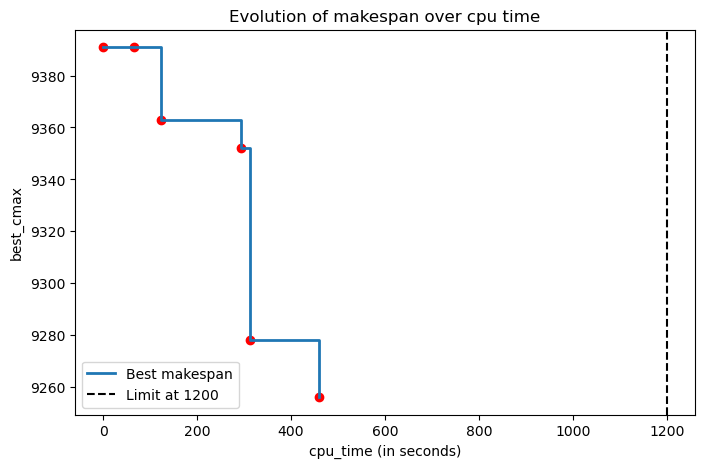 Evolution of makespan over cpu time
best_cmax
9380
9360
9340
9320
9300
9280
9260
Best makespan
Limit at 1200
0 200 400 600 800 1000 1200
cpu_time (in seconds)